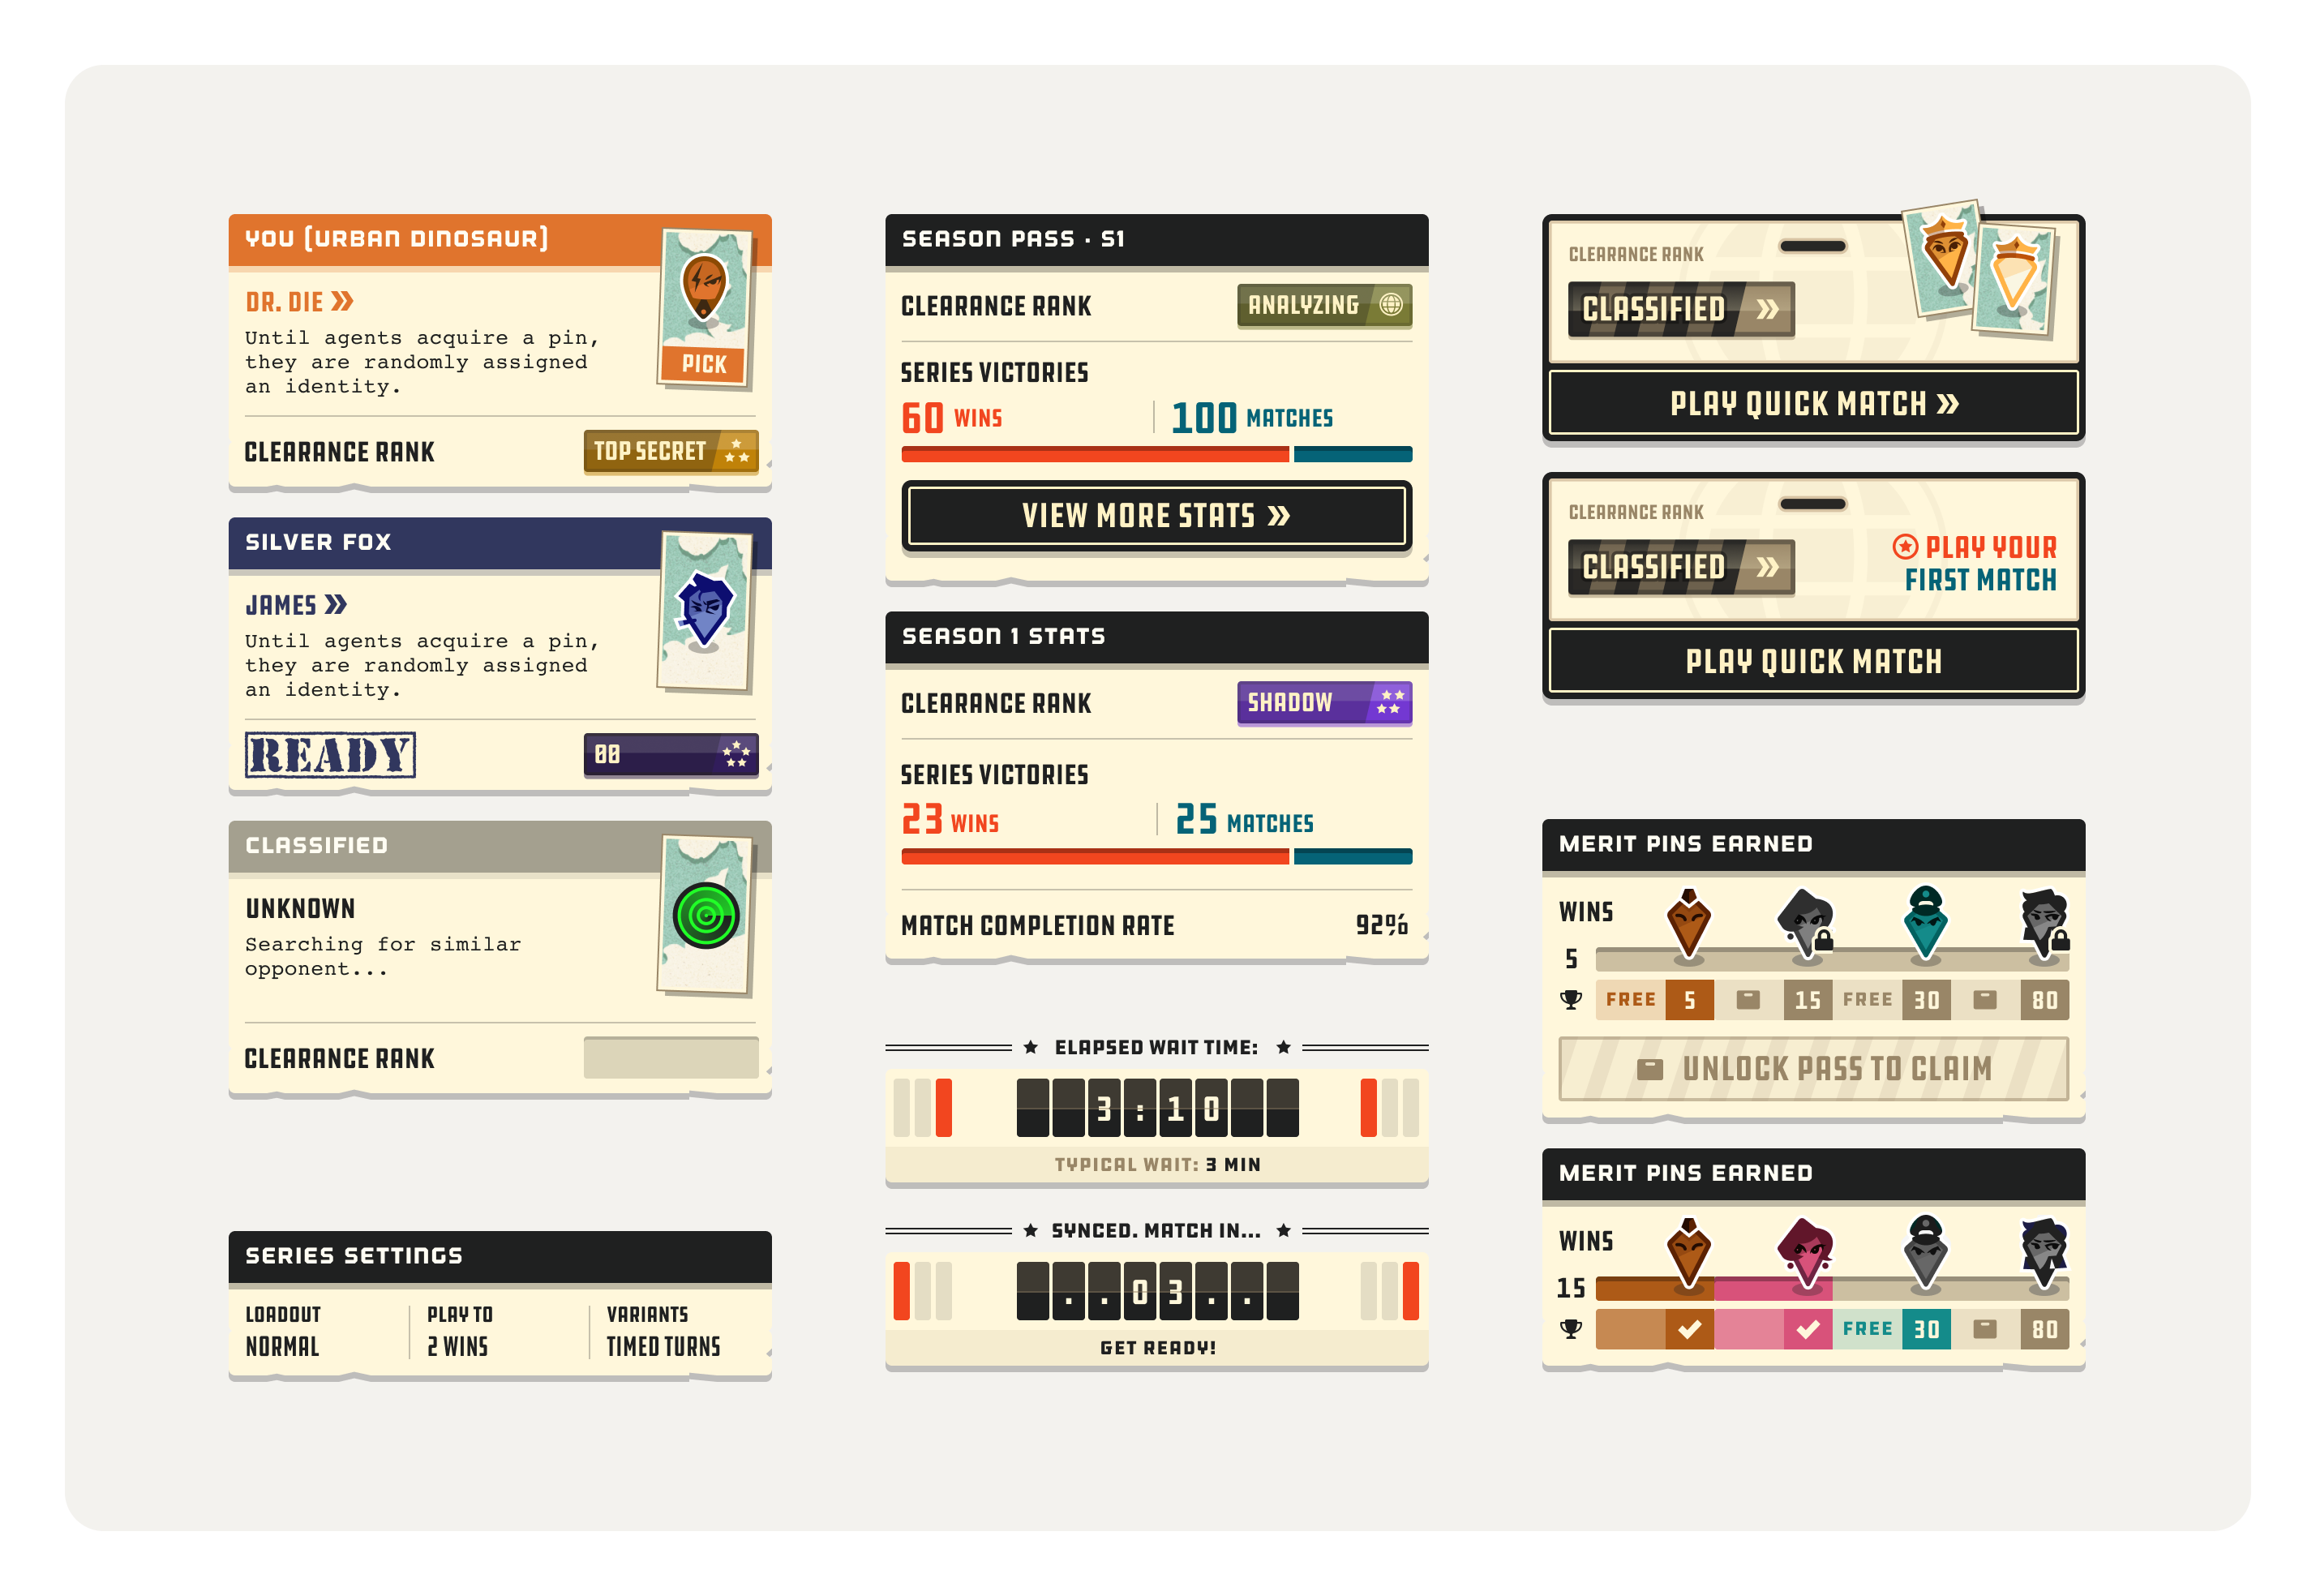 YOU [URBAN DINOSAUR]
DR. DIE »
Until agents acquire a pin,
they are randomly assigned
an identity.
PICK
CLEARANCE RANK
TOP SECRET
SILVER FOX
JAMES »
Until agents acquire a pin,
they are randomly assigned
an identity.
READY
00
CLASSIFIED
UNKNOWN
Searching for similar
opponent...
CLEARANCE RANK
SERIES SETTINGS
LOADOUT
NORMAL
PLAY TO
2 WINS
VARIANTS
TIMED TURNS
SEASON PASS · S1
CLEARANCE RANK
ANALYZING
SERIES VICTORIES
60 WINS
100 MATCHES
VIEW MORE STATS »
SEASON 1 STATS
CLEARANCE RANK
SHADOW
SERIES VICTORIES
23 WINS
25 MATCHES
MATCH COMPLETION RATE 92%
★ ELAPSED WAIT TIME: ★
3:10
TYPICAL WAIT: 3 MIN
★ SYNCED. MATCH IN... ★
..03..
GET READY!
CLEARANCE RANK
CLASSIFIED »
PLAY QUICK MATCH »
CLEARANCE RANK
CLASSIFIED »
PLAY YOUR
FIRST MATCH
PLAY QUICK MATCH
MERIT PINS EARNED
WINS
5
FREE 5 15 FREE 30 80
UNLOCK PASS TO CLAIM
MERIT PINS EARNED
WINS
15
FREE 30 80